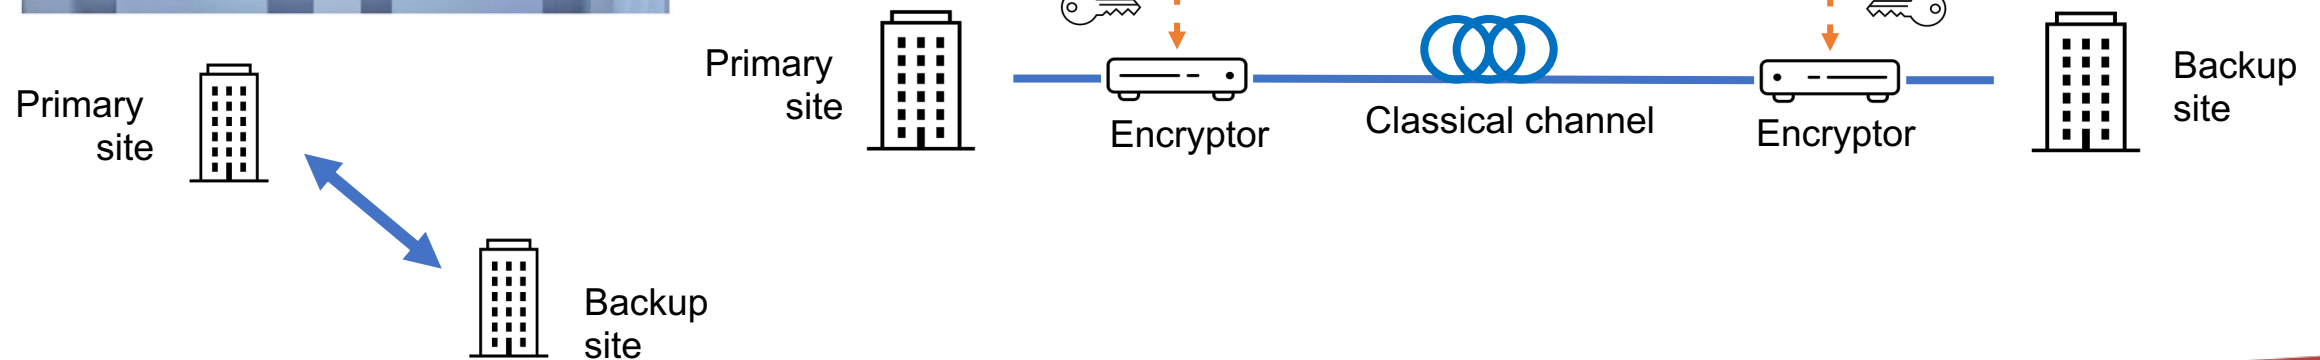 Primary
site
Backup
site
Primary
site
Encryptor
Classical channel
Encryptor
Backup
site